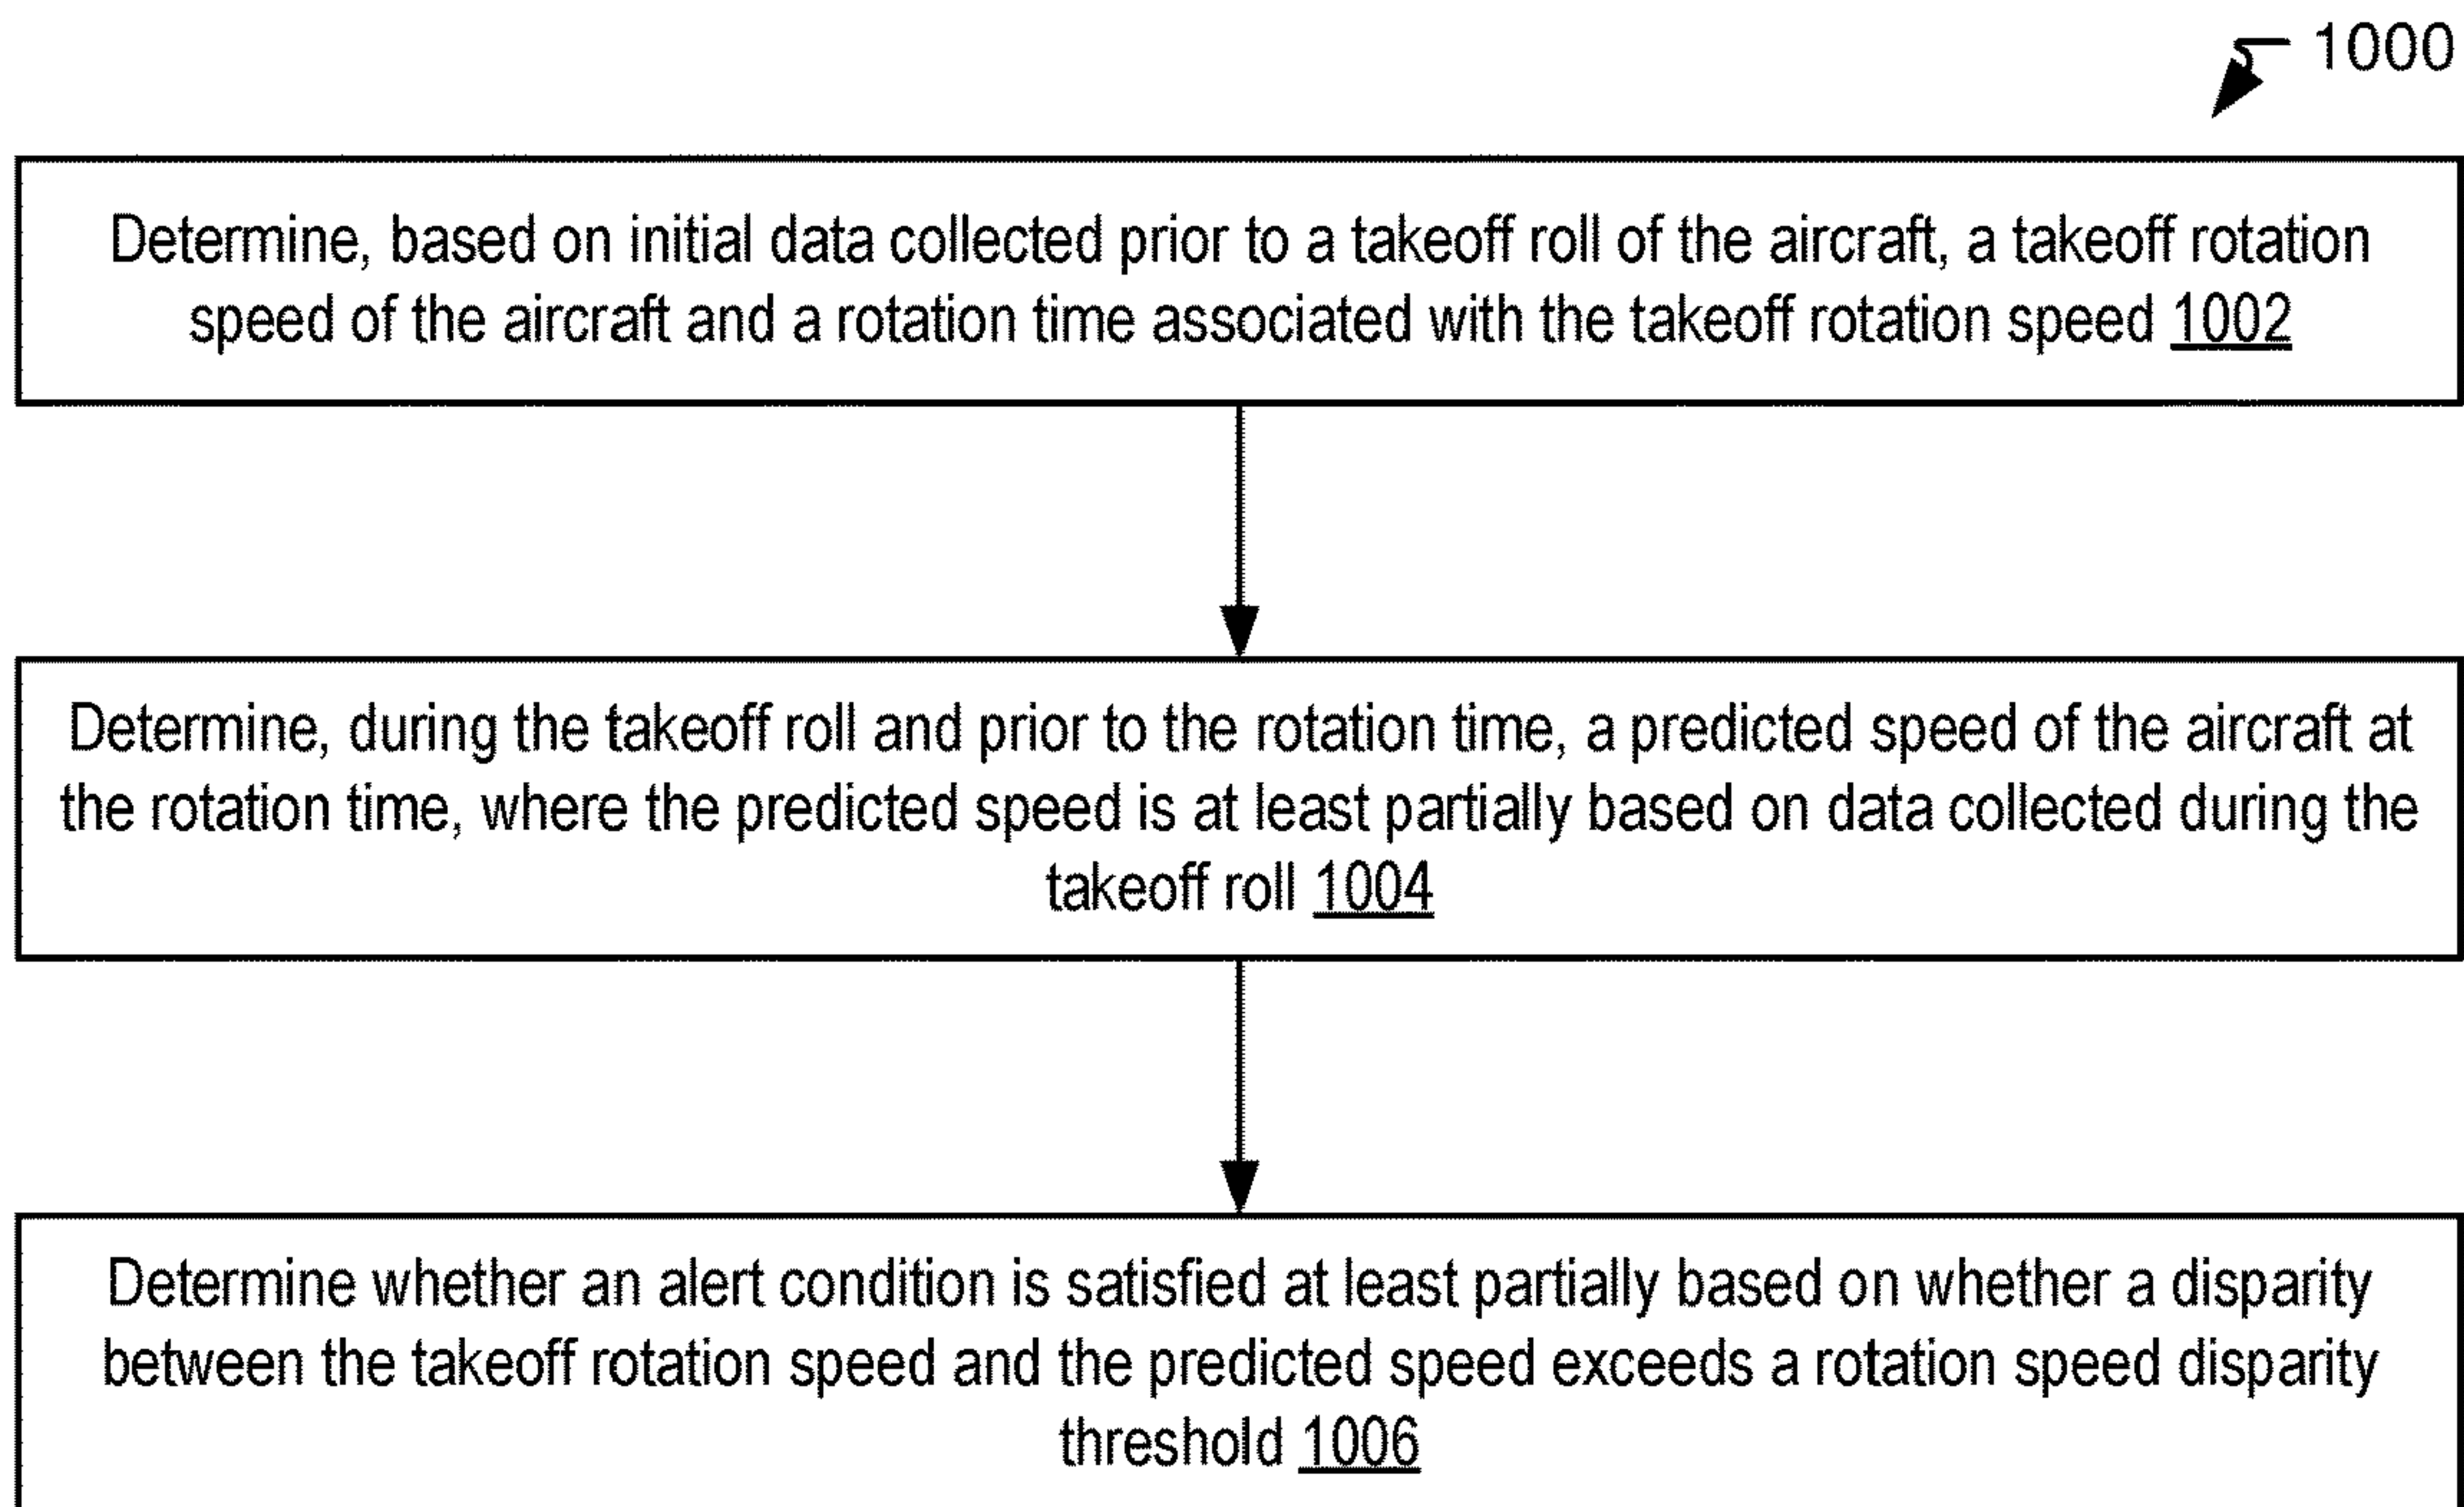 1000
Determine, based on initial data collected prior to a takeoff roll of the aircraft, a takeoff rotation
speed of the aircraft and a rotation time associated with the takeoff rotation speed 1002
Determine, during the takeoff roll and prior to the rotation time, a predicted speed of the aircraft at
the rotation time, where the predicted speed is at least partially based on data collected during the
takeoff roll 1004
Determine whether an alert condition is satisfied at least partially based on whether a disparity
between the takeoff rotation speed and the predicted speed exceeds a rotation speed disparity
threshold 1006